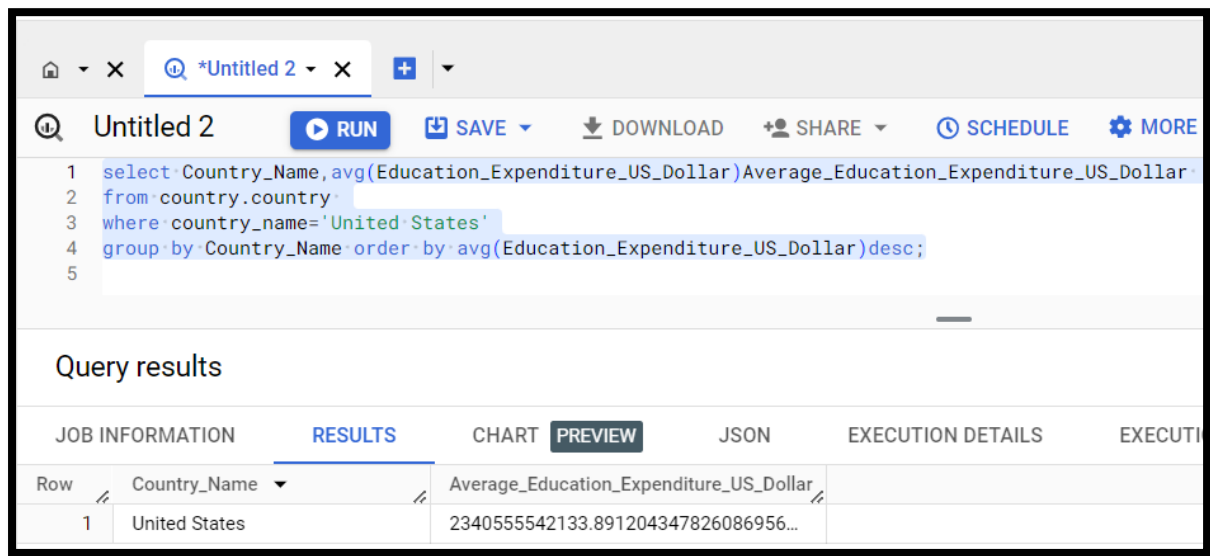 *Untitled 2
Untitled 2 RUN SAVE DOWNLOAD SHARE SCHEDULE MORE
1 select Country_Name,avg(Education_Expenditure_US_Dollar)Average_Education_Expenditure_US_Dollar
2 from country.country
3 where country_name='United States'
4 group by Country_Name order by avg(Education_Expenditure_US_Dollar)desc;
5
Query results
JOB INFORMATION RESULTS CHART PREVIEW JSON EXECUTION DETAILS EXECUTI
Row Country_Name Average_Education_Expenditure_US_Dollar
1 United States 2340555542133.891204347826086956…